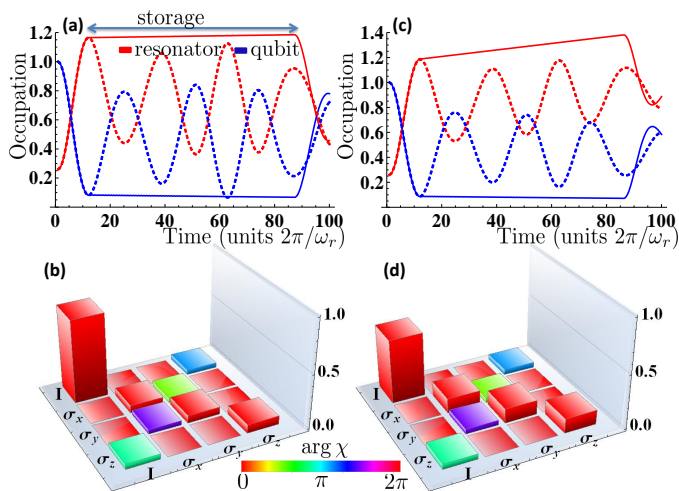 (a) storage (c)
resonator qubit
Occupation
1.2
1.0
0.8
0.6
0.4
0.2
0 20 40 60 80 100
Time (units 2π/ω_r)
Occupation
1.4
1.2
1.0
0.8
0.6
0.4
0.2
0 20 40 60 80 100
Time (units 2π/ω_r)
(b)
1.0
0.5
0.0
I σ_x σ_y σ_z
I σ_x σ_y σ_z
(d)
1.0
0.5
0.0
I σ_x σ_y σ_z
I σ_x σ_y σ_z
arg χ
0 π 2π